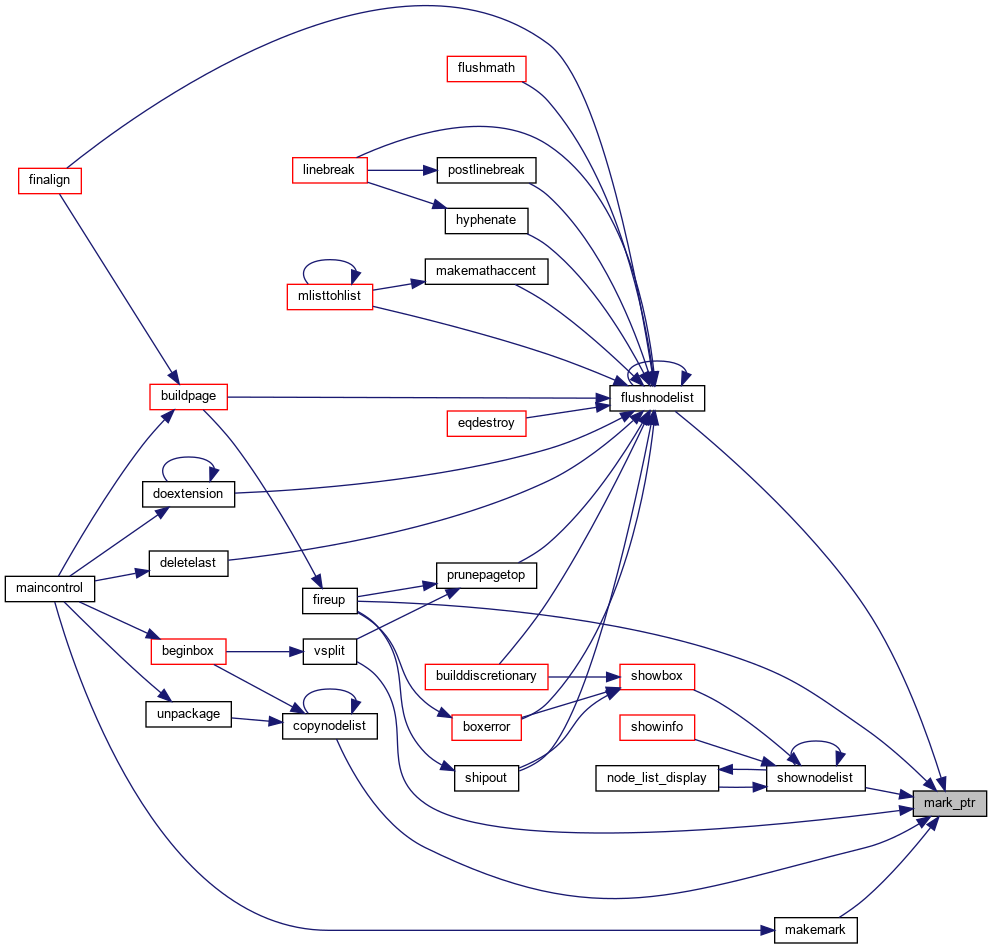 flushmath
linebreak
postlinebreak
finalign
hyphenate
makemathaccent
mlisttohlist
buildpage
flushnodelist
eqdestroy
doextension
deletelast
prunepagetop
maincontrol
fireup
beginbox
vsplit
builddiscretionary
showbox
unpackage
copynodelist
boxerror
showinfo
shipout
node_list_display
shownodelist
mark_ptr
makemark